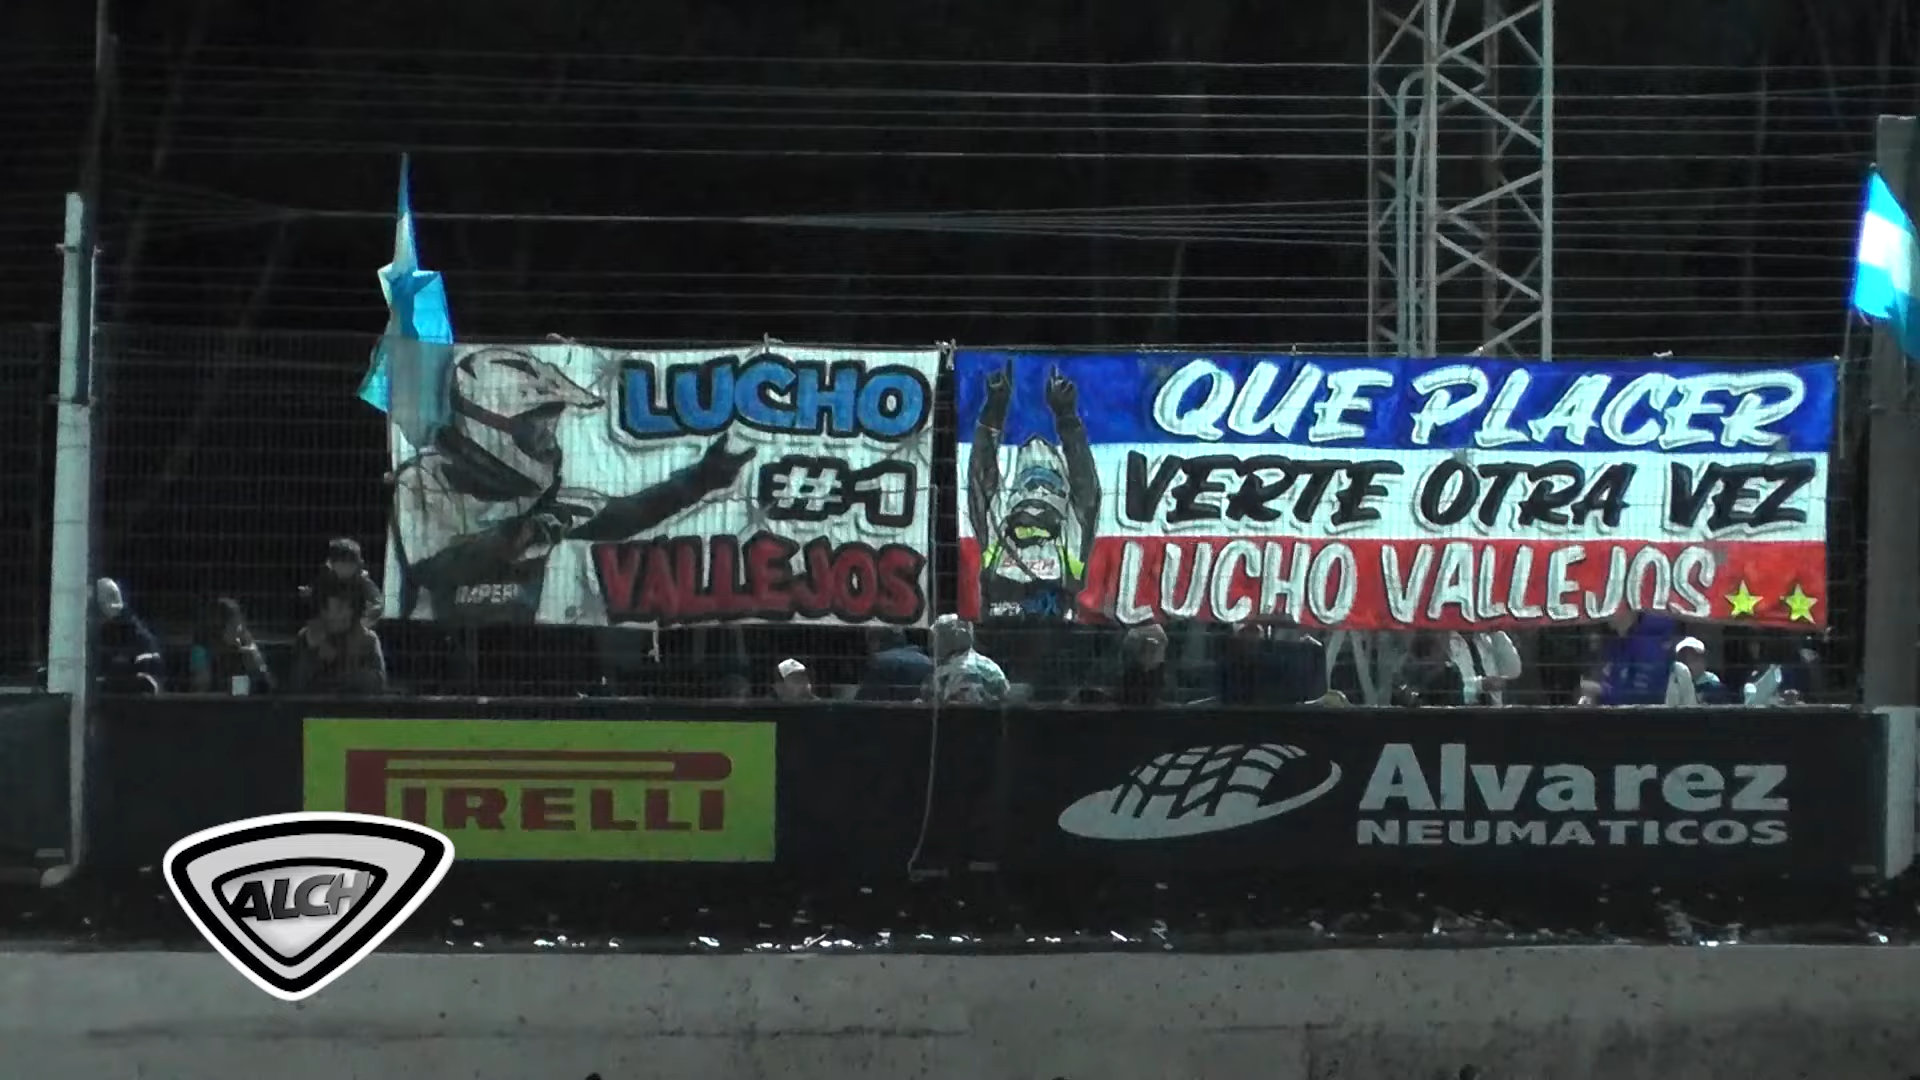 LUCHO
#1
VALLEJOS
QUE PLACER
VERTE OTRA VEZ
LUCHO VALLEJOS
PIRELLI
Alvarez
NEUMATICOS
ALCH